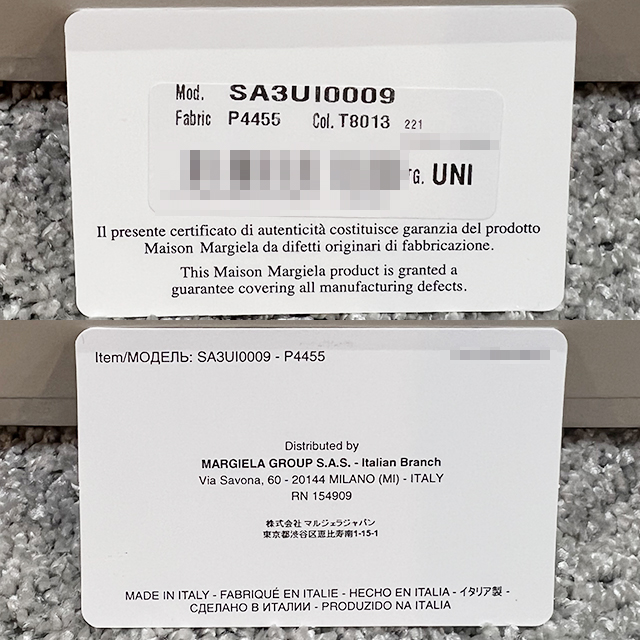 Mod. SA3UI0009
Fabric P4455 Col. T8013 221
TG. UNI
Il presente certificato di autenticità costituisce garanzia del prodotto
Maison Margiela da difetti originari di fabbricazione.
This Maison Margiela product is granted a
guarantee covering all manufacturing defects.
Item/МОДЕЛЬ: SA3UI0009 - P4455
Distributed by
MARGIELA GROUP S.A.S. - Italian Branch
Via Savona, 60 - 20144 MILANO (MI) - ITALY
RN 154909
株式会社 マルジェラジャパン
東京都渋谷区恵比寿南1-15-1
MADE IN ITALY - FABRIQUÉ EN ITALIE - HECHO EN ITALIA - イタリア製 -
СДЕЛАНО В ИТАЛИИ - PRODUZIDO NA ITALIA